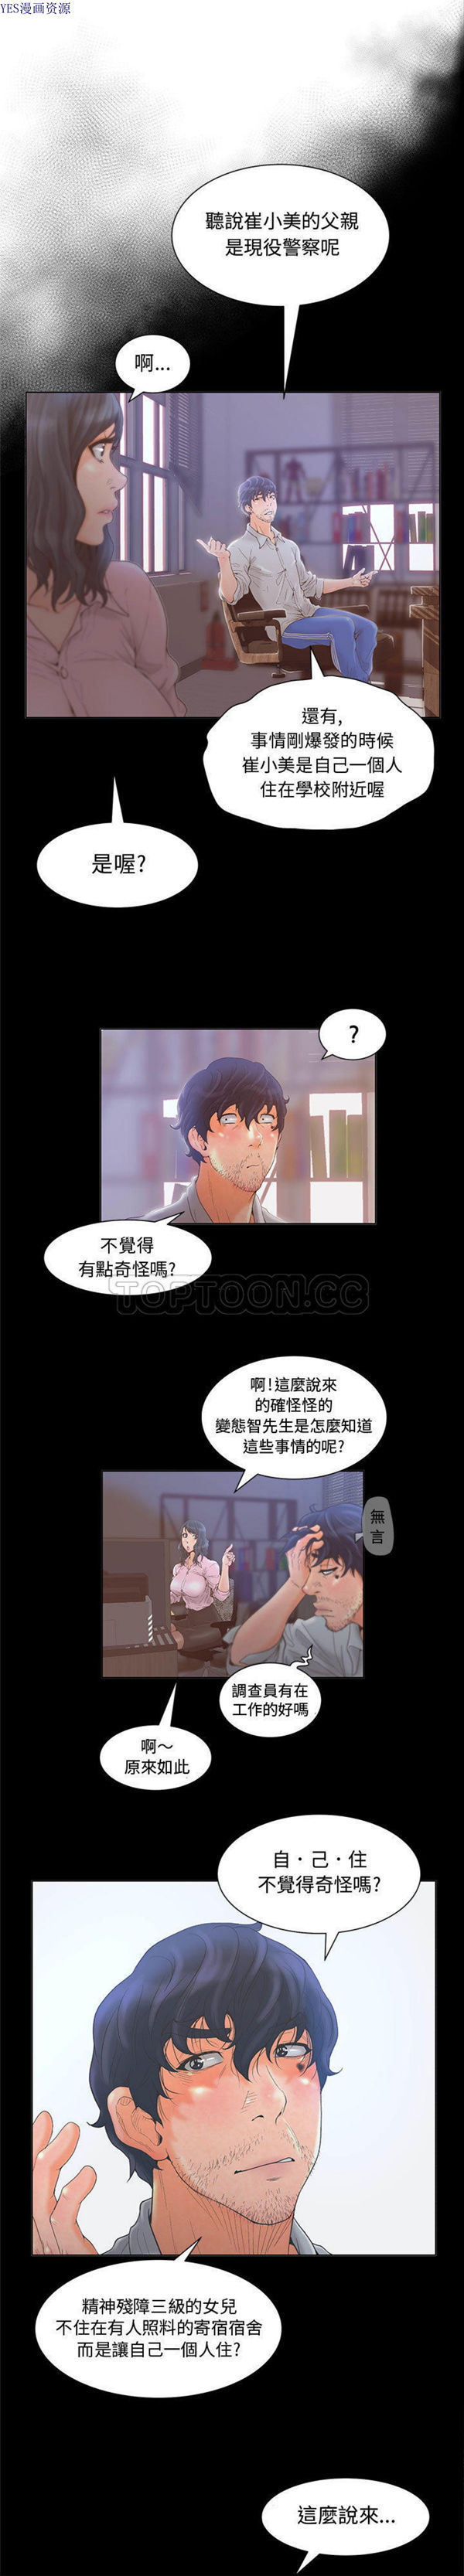 YES漫画资源
聽說崔小美的父親
是現役警察呢
啊...
還有,
事情剛爆發的時候
崔小美是自己一個人
住在學校附近喔
是喔?
?
不覺得
有點奇怪嗎?
TOPTOON.CC
啊!這麼說來
的確怪怪的
變態智先生是怎麼知道
這些事情的呢?
無
言
調查員有在
工作的好嗎
啊～
原來如此
自·己·住
不覺得奇怪嗎?
精神殘障三級的女兒
不住在有人照料的寄宿宿舍
而是讓自己一個人住?
這麼說來...